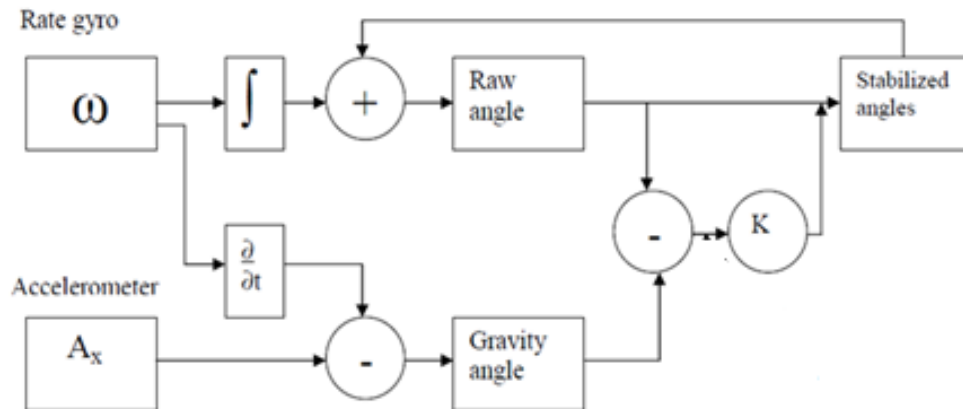 Rate gyro
ω
∫
+
Raw
angle
Stabilized
angles
-
K
∂
∂t
Accelerometer
Aₓ
-
Gravity
angle